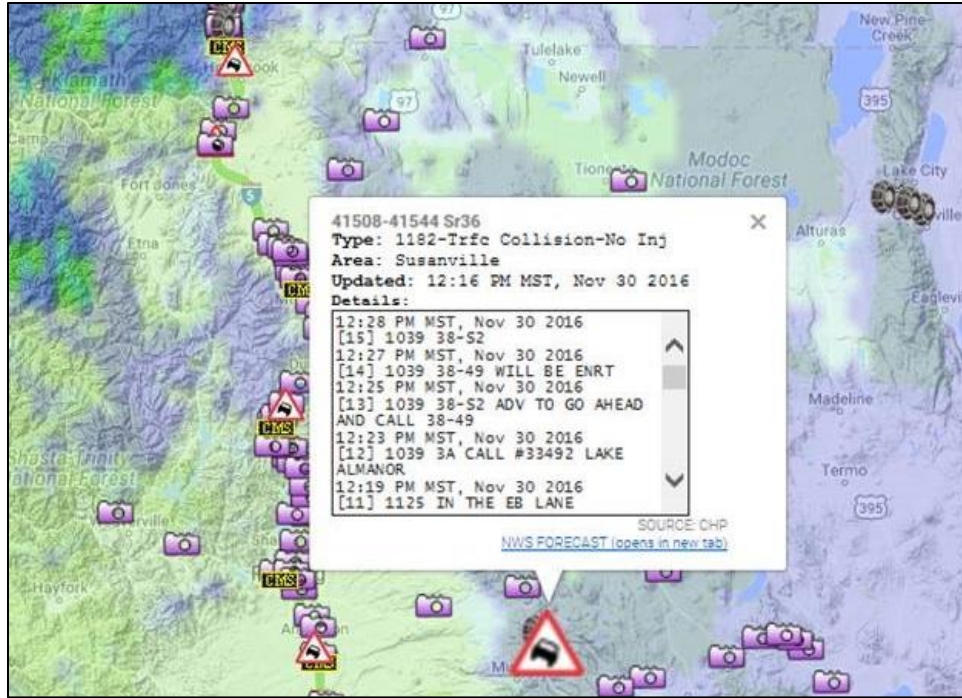 97
New Pine
Creek
CMS
Tulelake
Newell
Klamath
National Forest
97
395
Modoc
National Forest
Lake City
Fort Jones
5
Alturas
Etna
41508-41544 Sr36
Type: 1182-Trfc Collision-No Inj
Area: Susanville
Updated: 12:16 PM MST, Nov 30 2016
Details:
12:28 PM MST, Nov 30 2016
[15] 1039 38-S2
12:27 PM MST, Nov 30 2016
[14] 1039 38-49 WILL BE ENRT
12:25 PM MST, Nov 30 2016
[13] 1039 38-S2 ADV TO GO AHEAD
AND CALL 38-49
12:23 PM MST, Nov 30 2016
[12] 1039 3A CALL #33492 LAKE
ALMANOR
12:19 PM MST, Nov 30 2016
[11] 1125 IN THE EB LANE
SOURCE: CHP
NWS FORECAST (opens in new tab)
Madeline
CMS
Shasta-Trinity
National Forest
Termo
395
Hayfork
CMS
CMS